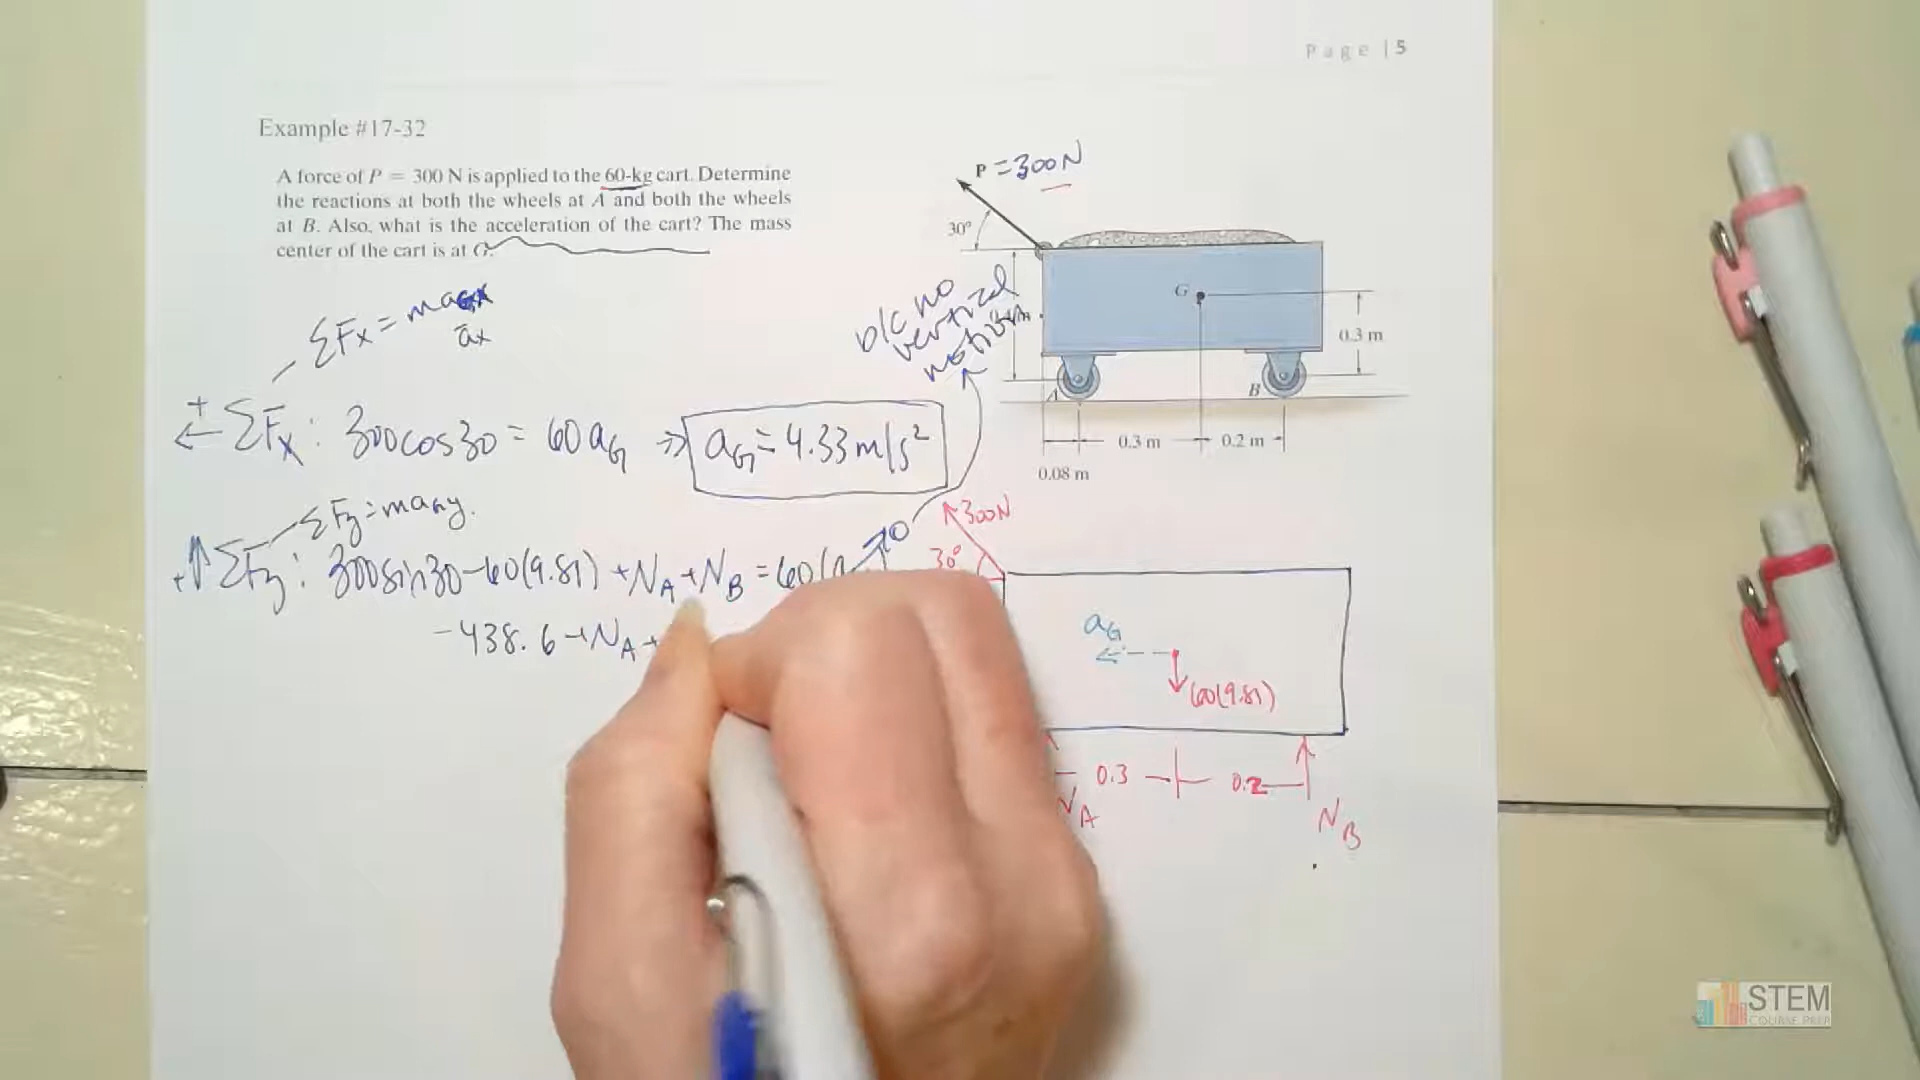 Page | 5
Example #17-32
A force of P = 300 N is applied to the 60-kg cart. Determine
the reactions at both the wheels at A and both the wheels
at B. Also, what is the acceleration of the cart? The mass
center of the cart is at G.
P = 300N
30°
G
0.3 m
A
B
0.3 m
0.2 m
0.08 m
b/c no
vertical
motion
ΣFx = maGx
āx
+
← ΣFx: 300cos30 = 60aG ⇒ aG = 4.33 m/s²
ΣFy = maGy.
+↑ ΣFy: 300sin30-60(9.81) +NA+NB = 60(a 0
-438.6+NA+
300N
30°
aG
60(9.81)
0.3
0.2
NA
NB
STEM
COURSE PREP